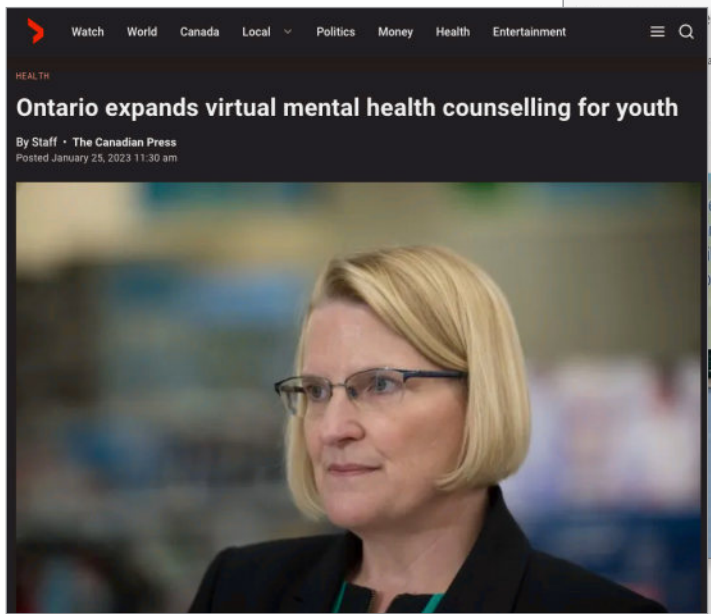 Watch World Canada Local Politics Money Health Entertainment
HEALTH
Ontario expands virtual mental health counselling for youth
By Staff • The Canadian Press
Posted January 25, 2023 11:30 am